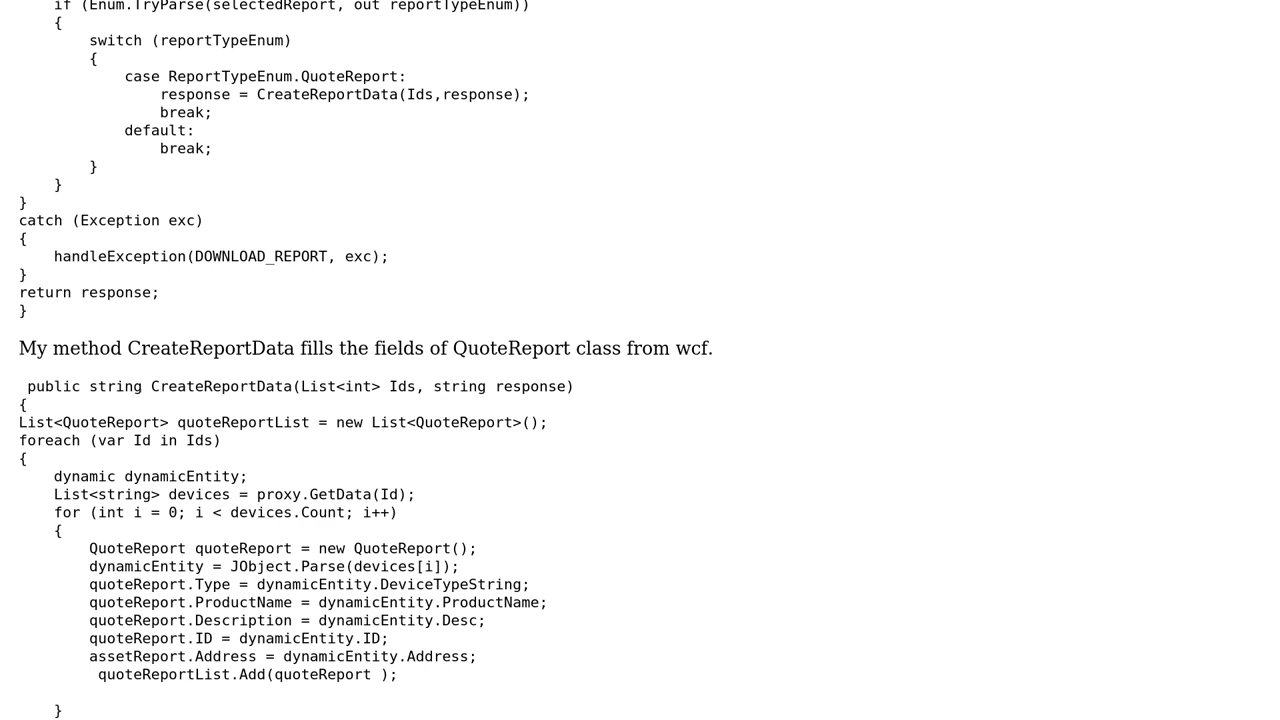 if (Enum.TryParse(selectedReport, out reportTypeEnum))
{
switch (reportTypeEnum)
{
case ReportTypeEnum.QuoteReport:
response = CreateReportData(Ids,response);
break;
default:
break;
}
}
}
catch (Exception exc)
{
handleException(DOWNLOAD_REPORT, exc);
}
return response;
}
My method CreateReportData fills the fields of QuoteReport class from wcf.
public string CreateReportData(List<int> Ids, string response)
{
List<QuoteReport> quoteReportList = new List<QuoteReport>();
foreach (var Id in Ids)
{
dynamic dynamicEntity;
List<string> devices = proxy.GetData(Id);
for (int i = 0; i < devices.Count; i++)
{
QuoteReport quoteReport = new QuoteReport();
dynamicEntity = JObject.Parse(devices[i]);
quoteReport.Type = dynamicEntity.DeviceTypeString;
quoteReport.ProductName = dynamicEntity.ProductName;
quoteReport.Description = dynamicEntity.Desc;
quoteReport.ID = dynamicEntity.ID;
assetReport.Address = dynamicEntity.Address;
quoteReportList.Add(quoteReport );
}